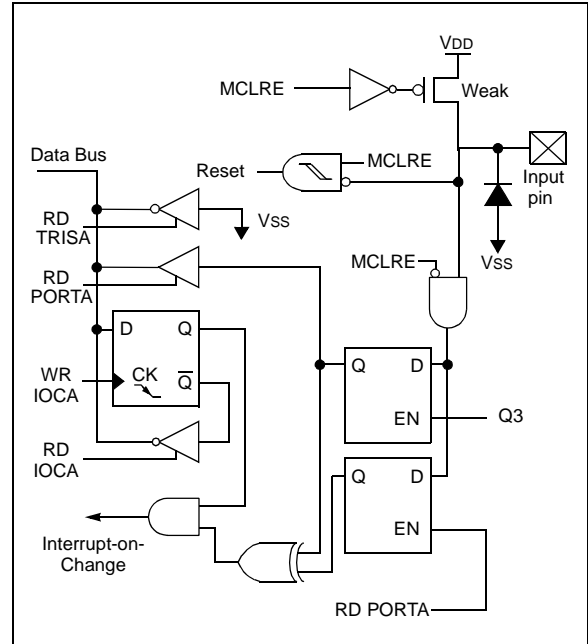 VDD
MCLRE
Weak
Data Bus
MCLRE
Reset
Input
pin
RD
TRISA
VSS
VSS
RD
PORTA
MCLRE
D
Q
Q
D
WR
IOCA
CK
Q
EN
Q3
RD
IOCA
Q
D
EN
Interrupt-on-
Change
RD PORTA